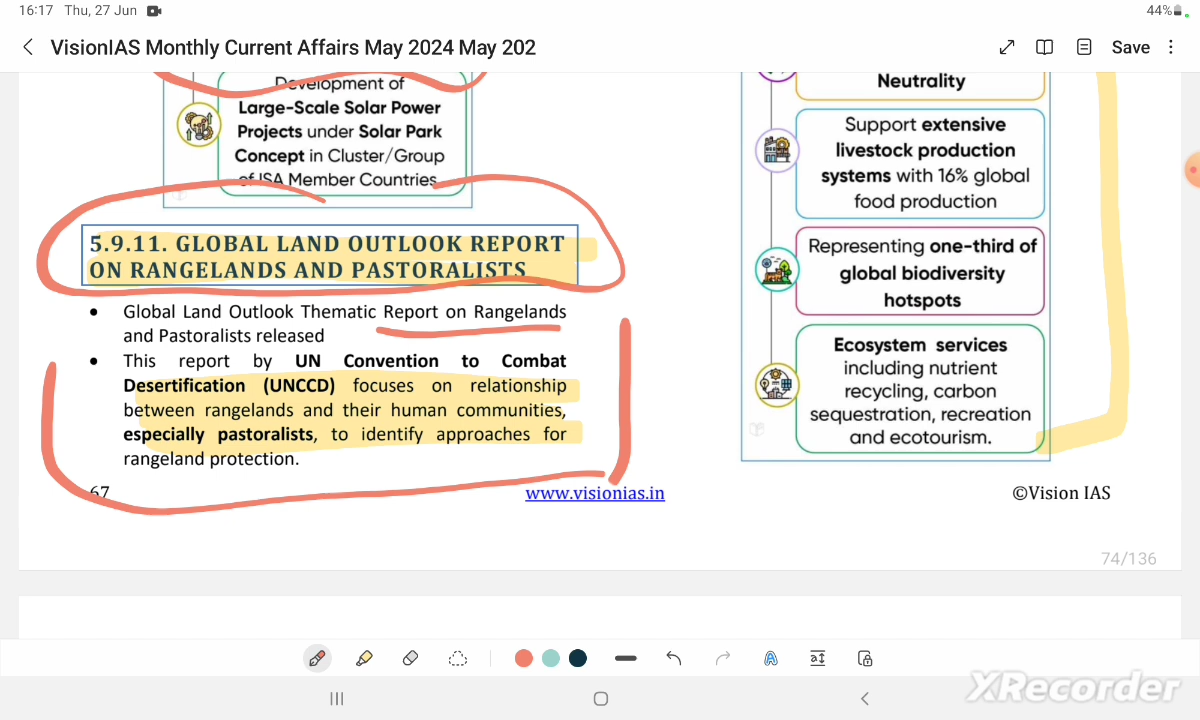 16:17 Thu, 27 Jun
44%
VisionIAS Monthly Current Affairs May 2024 May 202
Save
Development of
Large-Scale Solar Power
Projects under Solar Park
Concept in Cluster/Group
of ISA Member Countries
5.9.11. GLOBAL LAND OUTLOOK REPORT
ON RANGELANDS AND PASTORALISTS
• Global Land Outlook Thematic Report on Rangelands
and Pastoralists released
• This report by UN Convention to Combat
Desertification (UNCCD) focuses on relationship
between rangelands and their human communities,
especially pastoralists, to identify approaches for
rangeland protection.
Neutrality
Support extensive
livestock production
systems with 16% global
food production
Representing one-third of
global biodiversity
hotspots
Ecosystem services
including nutrient
recycling, carbon
sequestration, recreation
and ecotourism.
67
www.visionias.in
©Vision IAS
74/136
XRecorder